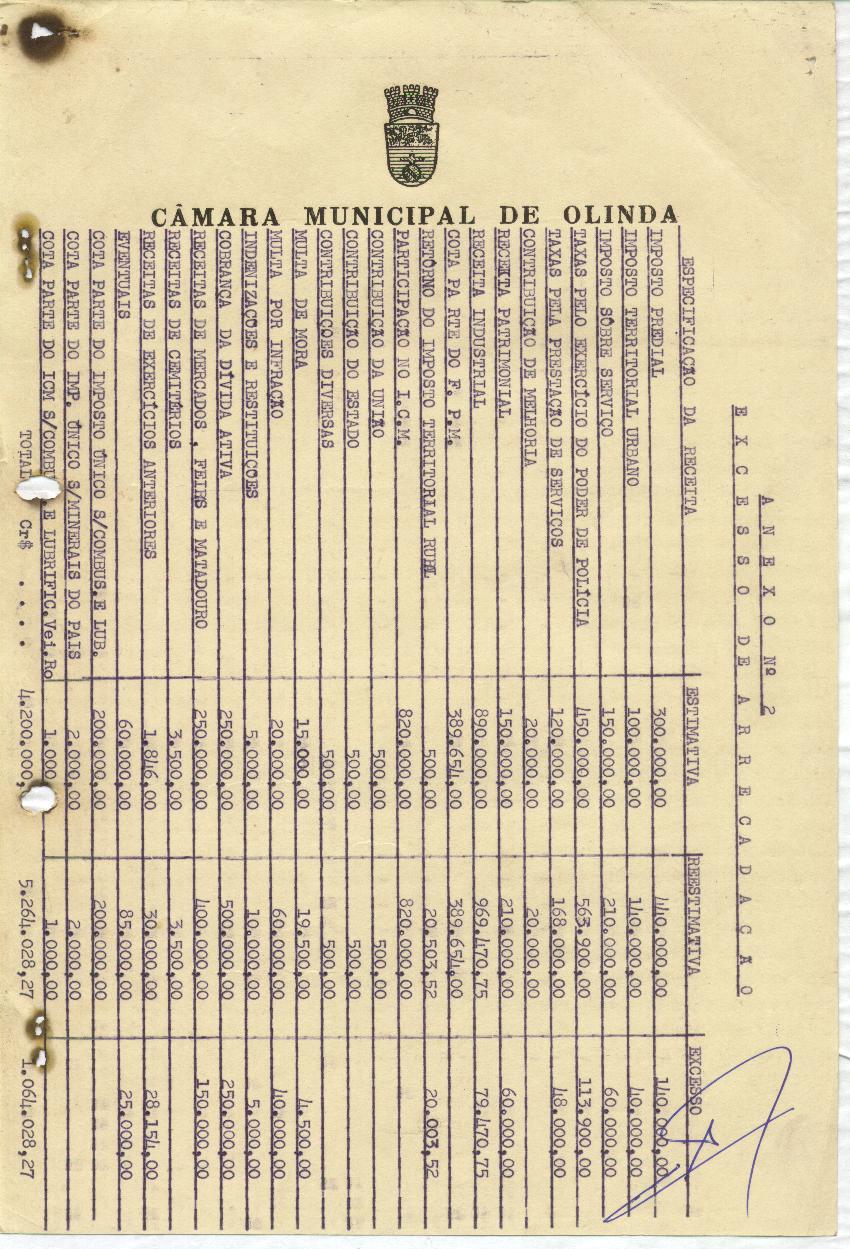 CÂMARA MUNICIPAL DE OLINDA
A N E X O Nº 2
E X C E S S O D E A R R E C A D A Ç Ã O
ESPECIFICAÇÃO DA RECEITA ESTIMATIVA REESTIMATIVA EXCESSO
IMPOSTO PREDIAL 300.000,00 440.000,00 140.000,00
IMPOSTO TERRITORIAL URBANO 100.000,00 140.000,00 40.000,00
IMPOSTO SÔBRE SERVIÇO 150.000,00 210.000,00 60.000,00
TAXAS PELO EXERCÍCIO DO PODER DE POLÍCIA 450.000,00 563.900,00 113.900,00
TAXAS PELA PRESTAÇÃO DE SERVIÇOS 120.000,00 168.000,00 48.000,00
CONTRIBUIÇÃO DE MELHORIA 20.000,00 20.000,00
RECEITA PATRIMONIAL 150.000,00 210.000,00 60.000,00
RECEITA INDUSTRIAL 890.000,00 969.470,75 79.470,75
COTA PA RTE DO F. P.M. 389.654,00 389.654,00
RETÔRNO DO IMPOSTO TERRITORIAL RURL 500,00 20.503,52 20.003,52
PARTICIPAÇÃO NO I.C.M. 820.000,00 820.000,00
CONTRIBUIÇÃO DA UNIÃO 500,00 500,00
CONTRIBUIÇÃO DO ESTADO 500,00 500,00
CONTRIBUIÇÕES DIVERSAS 500,00 500,00
MULTA DE MORA 15.000,00 19.500,00 4.500,00
MULTA POR INFRAÇÃO 20.000,00 60.000,00 40.000,00
INDENIZAÇÕES E RESTITUIÇÕES 5.000,00 10.000,00 5.000,00
COBRANÇA DA DÍVIDA ATIVA 250.000,00 500.000,00 250.000,00
RECEITAS DE MERCADOS , FEIRS E MATADOURO 250.000,00 400.000,00 150.000,00
RECEITAS DE CEMITÉRIOS 3.500,00 3.500,00
RECEITAS DE EXERCÍCIOS ANTERIORES 1.846,00 30.000,00 28.154,00
EVENTUAIS 60.000,00 85.000,00 25.000,00
COTA PARTE DO IMPOSTO ÚNICO S/COMBUS.E LUB. 200.000,00 200.000,00
COTA PARTE DO IMP. ÚNICO S/MINERAIS DO PAIS 2.000,00 2.000,00
COTA PARTE DO ICM S/COMBU E LUBRIFIC.Vei.Ro 1.000,00 1.000,00
TOTAL Cr$ . . . . 4.200.000, 5.264.028,27 1.064.028,27